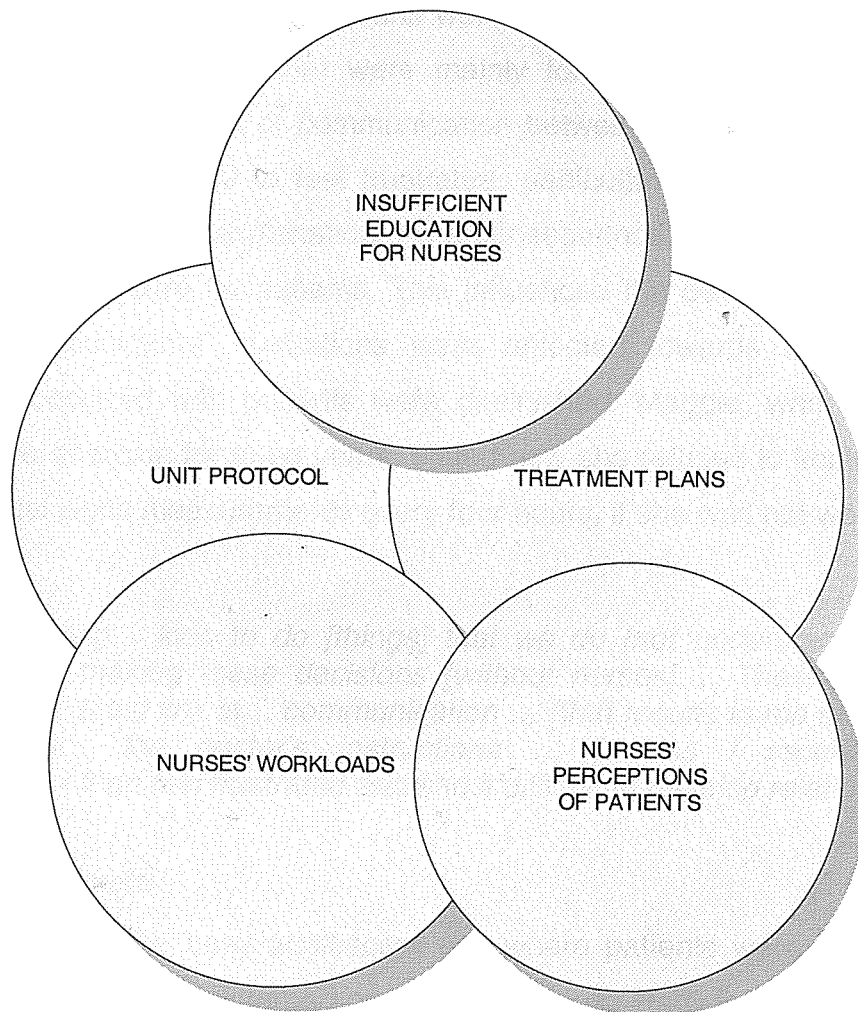 INSUFFICIENT
EDUCATION
FOR NURSES
UNIT PROTOCOL
TREATMENT PLANS
NURSES' WORKLOADS
NURSES'
PERCEPTIONS
OF PATIENTS